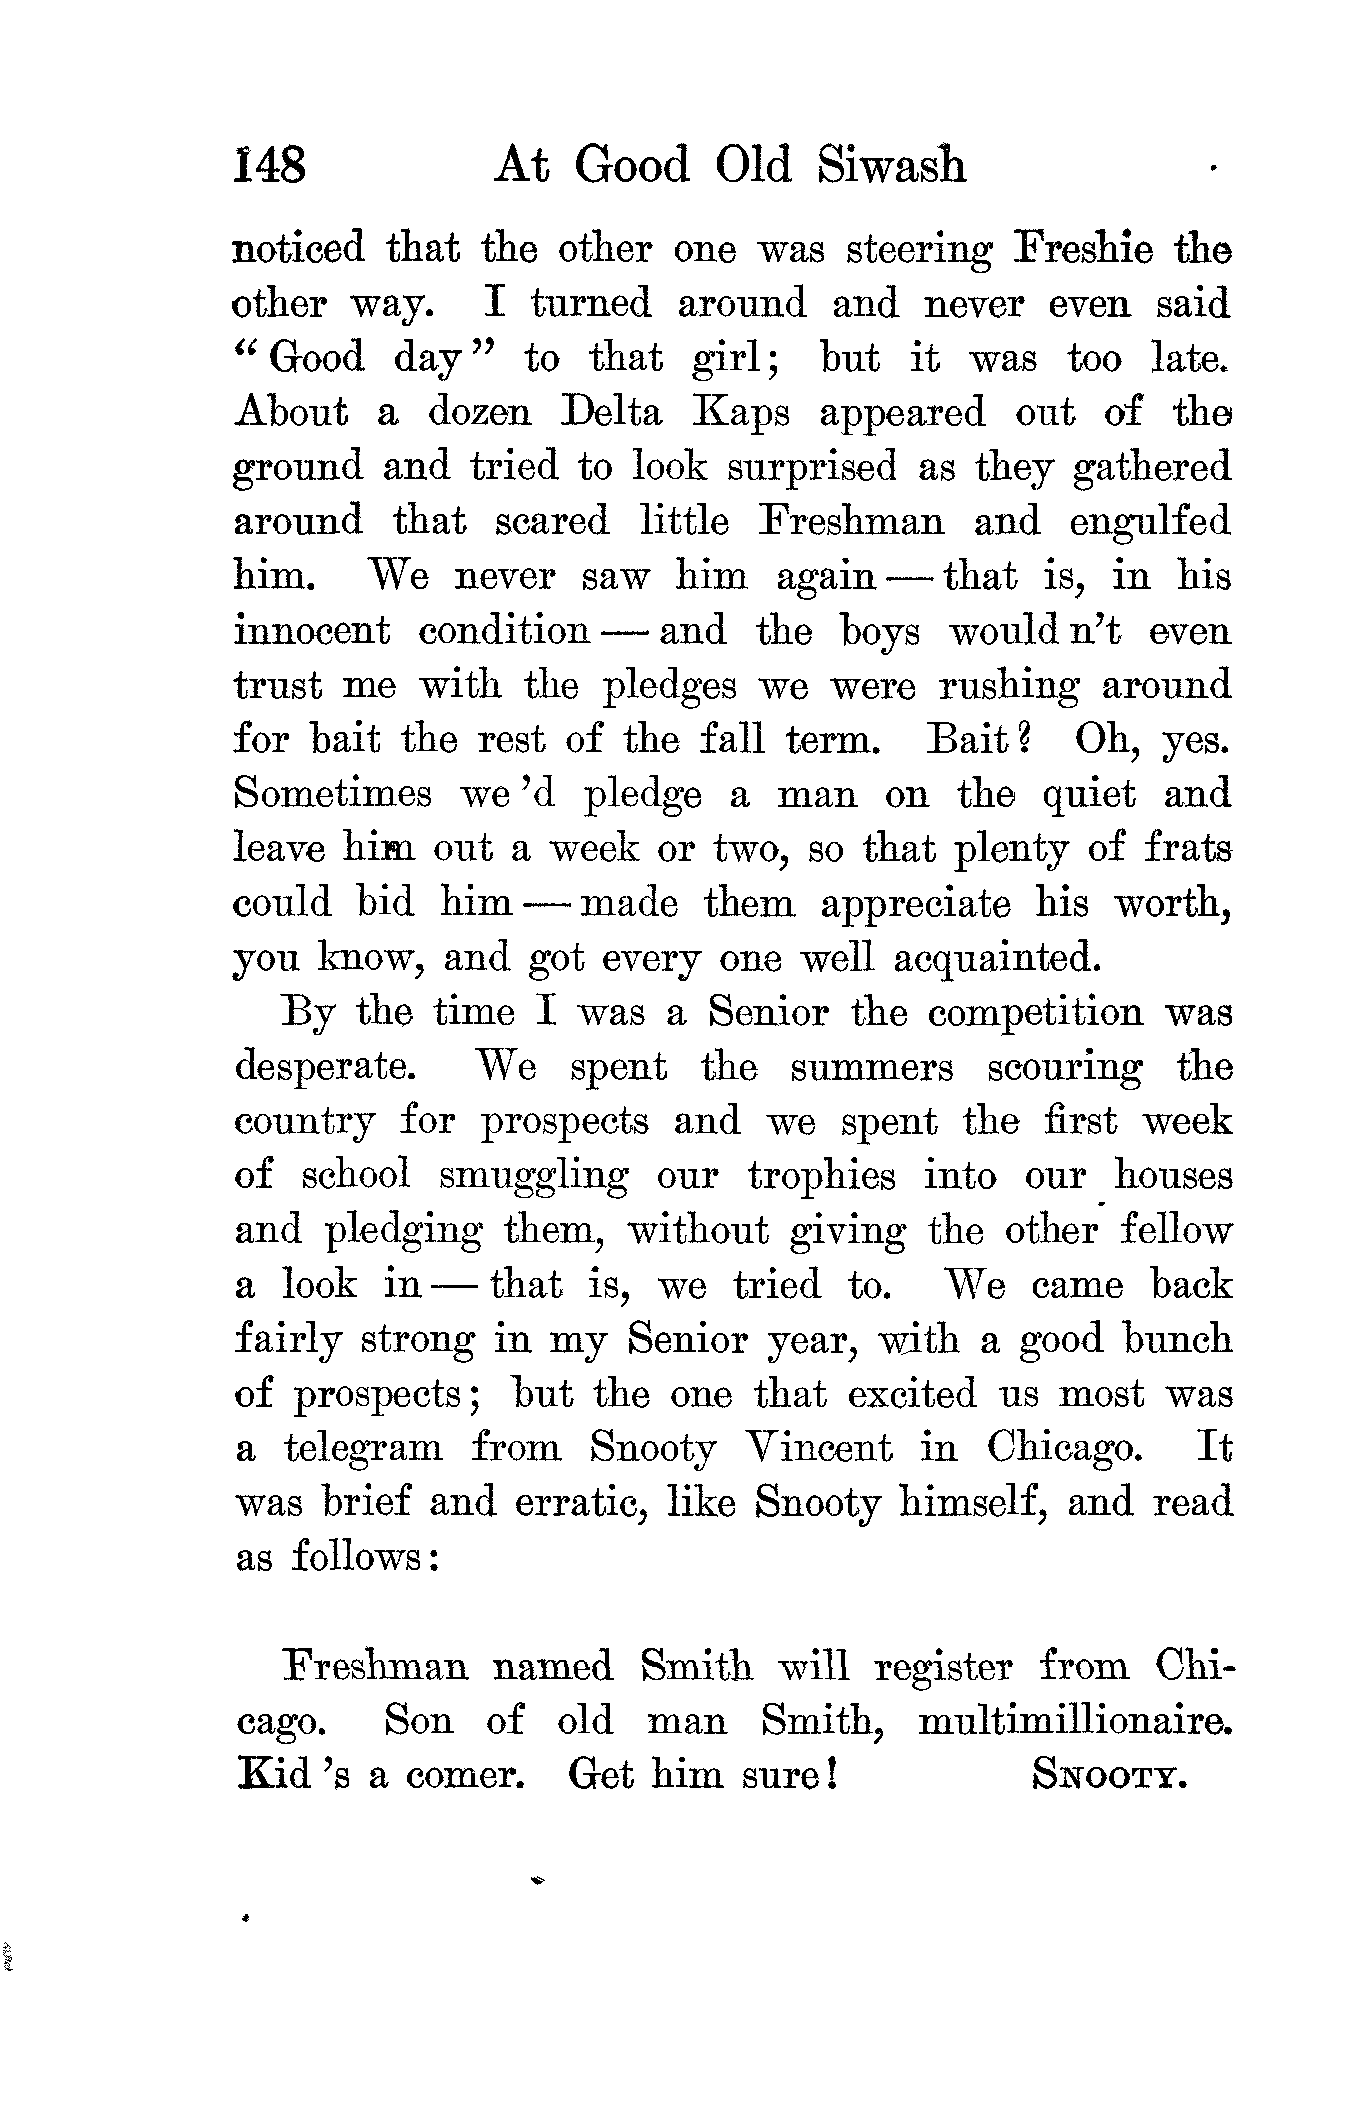 148 At Good Old Siwash
noticed that the other one was steering Freshie the
other way. I turned around and never even said
“Good day” to that girl; but it was too late.
About a dozen Delta Kaps appeared out of the
ground and tried to look surprised as they gathered
around that scared little Freshman and engulfed
him. We never saw him again — that is, in his
innocent condition — and the boys would n’t even
trust me with the pledges we were rushing around
for bait the rest of the fall term. Bait? Oh, yes.
Sometimes we ’d pledge a man on the quiet and
leave him out a week or two, so that plenty of frats
could bid him — made them appreciate his worth,
you know, and got every one well acquainted.
By the time I was a Senior the competition was
desperate. We spent the summers scouring the
country for prospects and we spent the first week
of school smuggling our trophies into our houses
and pledging them, without giving the other fellow
a look in — that is, we tried to. We came back
fairly strong in my Senior year, with a good bunch
of prospects; but the one that excited us most was
a telegram from Snooty Vincent in Chicago. It
was brief and erratic, like Snooty himself, and read
as follows:
Freshman named Smith will register from Chi-
cago. Son of old man Smith, multimillionaire.
Kid ’s a comer. Get him sure! SNOOTY.